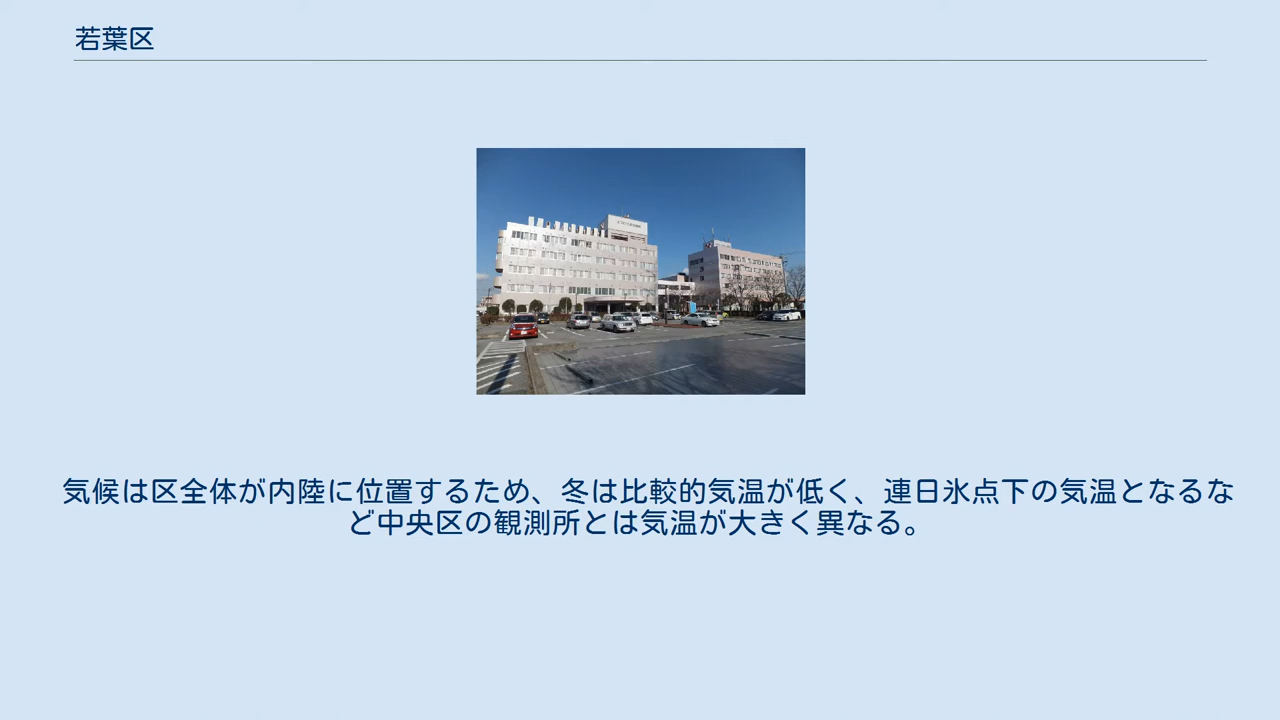 若葉区
気候は区全体が内陸に位置するため、冬は比較的気温が低く、連日氷点下の気温となるな
ど中央区の観測所とは気温が大きく異なる。